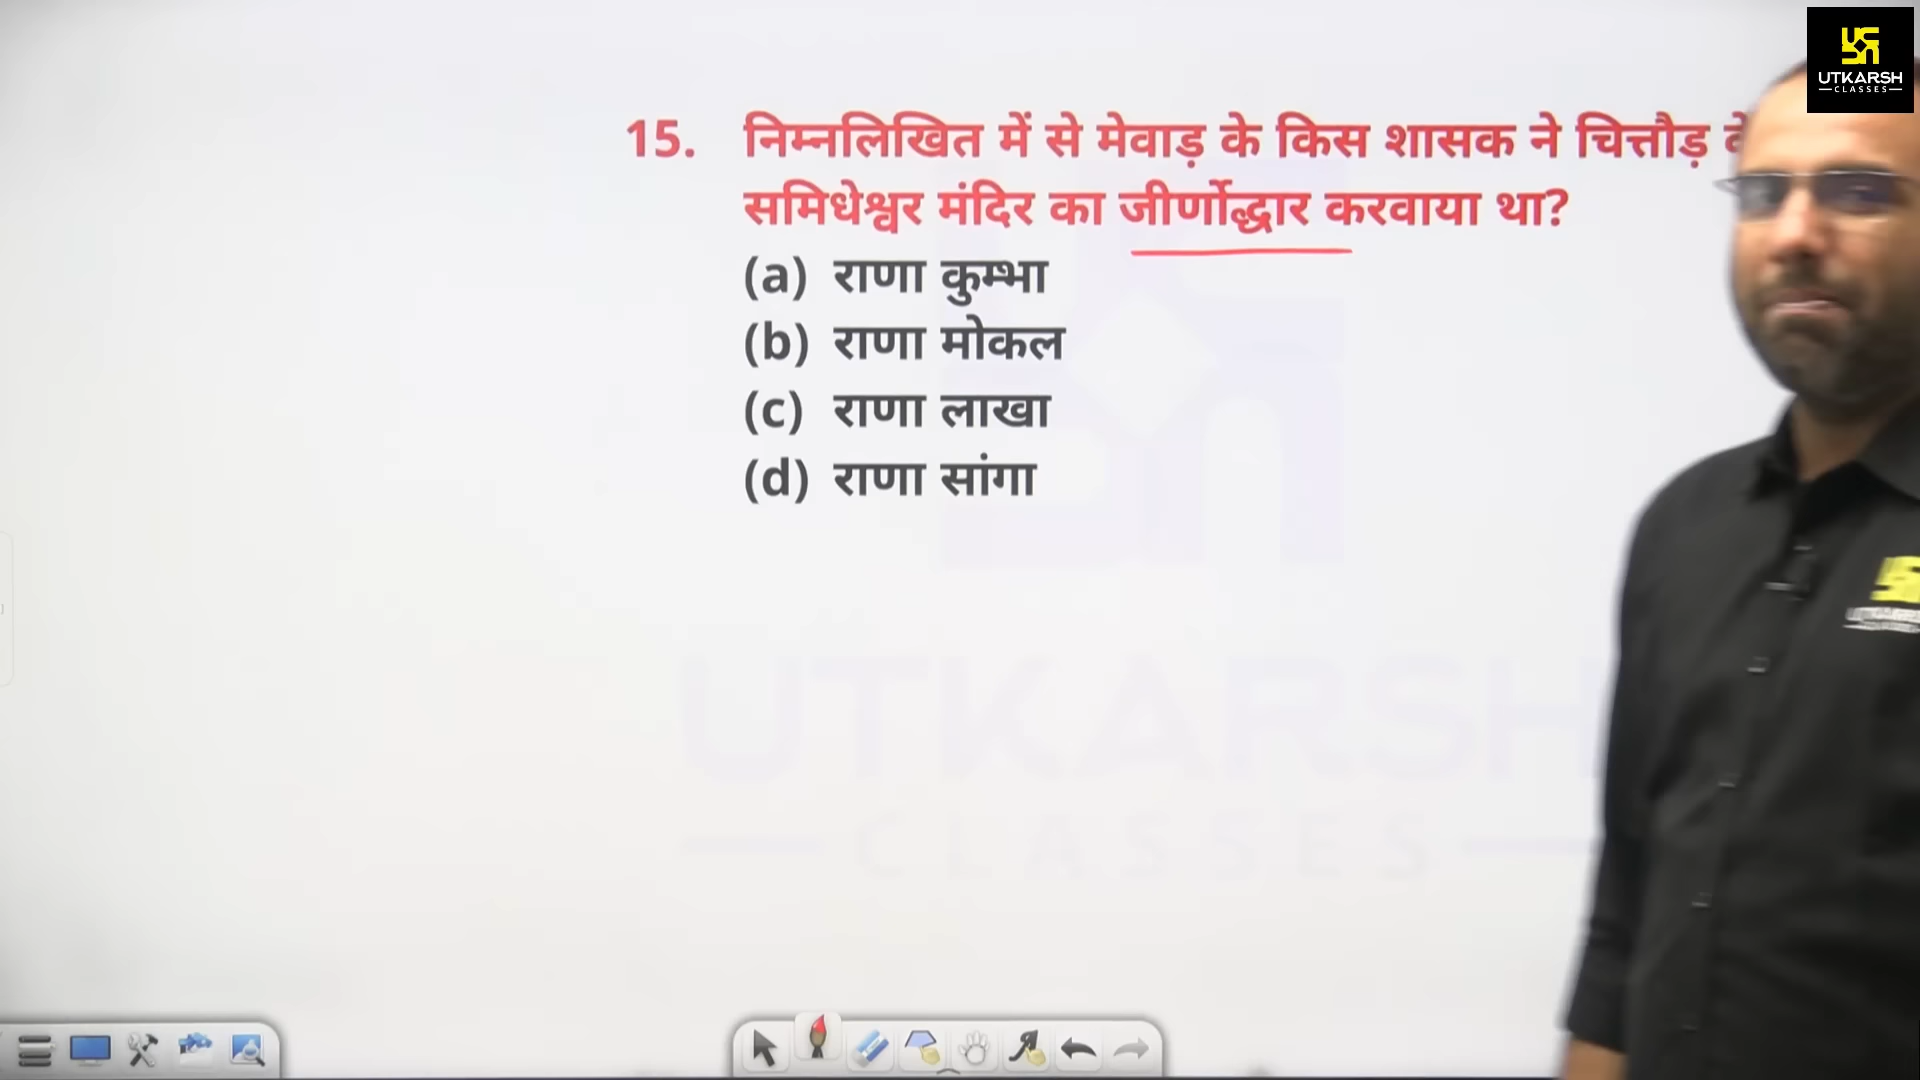 UTKARSH
CLASSES
15. निम्नलिखित में से मेवाड़ के किस शासक ने चित्तौड़
समिधेश्वर मंदिर का जीर्णोद्धार करवाया था?
(a) राणा कुम्भा
(b) राणा मोकल
(c) राणा लाखा
(d) राणा सांगा
UTKARSH
CLASSES